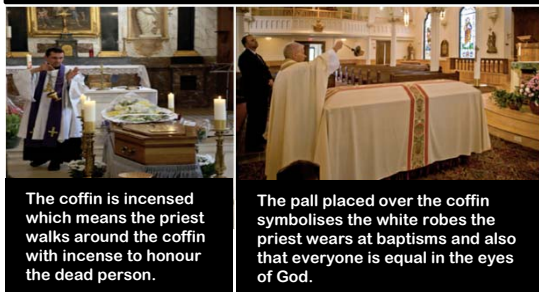 The coffin is incensed
which means the priest
walks around the coffin
with incense to honour
the dead person.
The pall placed over the coffin
symbolises the white robes the
priest wears at baptisms and also
that everyone is equal in the eyes
of God.